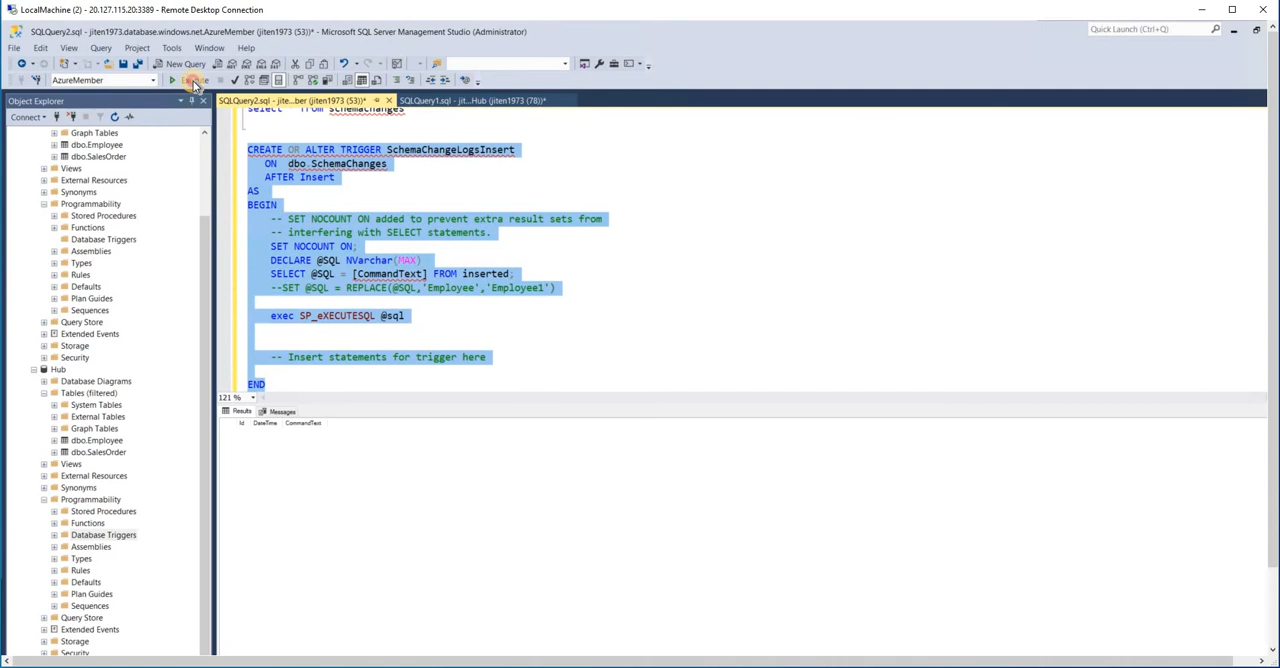 LocalMachine (2) - 20.127.115.20:3389 - Remote Desktop Connection
SQLQuery2.sql - jiten1973.database.windows.net.AzureMember (jiten1973 (53))* - Microsoft SQL Server Management Studio (Administrator)
Quick Launch (Ctrl+Q)
File Edit View Query Project Tools Window Help
New Query
AzureMember
Object Explorer
SQLQuery2.sql - jite...ber (jiten1973 (53))*
SQLQuery1.sql - jit...Hub (jiten1973 (78))*
Connect
Graph Tables
dbo.Employee
dbo.SalesOrder
Views
External Resources
Synonyms
Programmability
Stored Procedures
Functions
Database Triggers
Assemblies
Types
Rules
Defaults
Plan Guides
Sequences
Query Store
Extended Events
Storage
Security
Hub
Database Diagrams
Tables (filtered)
System Tables
External Tables
Graph Tables
dbo.Employee
dbo.SalesOrder
Views
External Resources
Synonyms
Programmability
Stored Procedures
Functions
Database Triggers
Assemblies
Types
Rules
Defaults
Plan Guides
Sequences
Query Store
Extended Events
Storage
Security
select * from schemachanges
CREATE OR ALTER TRIGGER SchemaChangeLogsInsert
ON dbo.SchemaChanges
AFTER Insert
AS
BEGIN
-- SET NOCOUNT ON added to prevent extra result sets from
-- interfering with SELECT statements.
SET NOCOUNT ON;
DECLARE @SQL NVarchar(MAX)
SELECT @SQL = [CommandText] FROM inserted;
--SET @SQL = REPLACE(@SQL,'Employee','Employee1')
exec SP_eXECUTESQL @sql
-- Insert statements for trigger here
END
121 %
Results Messages
Id DateTime CommandText